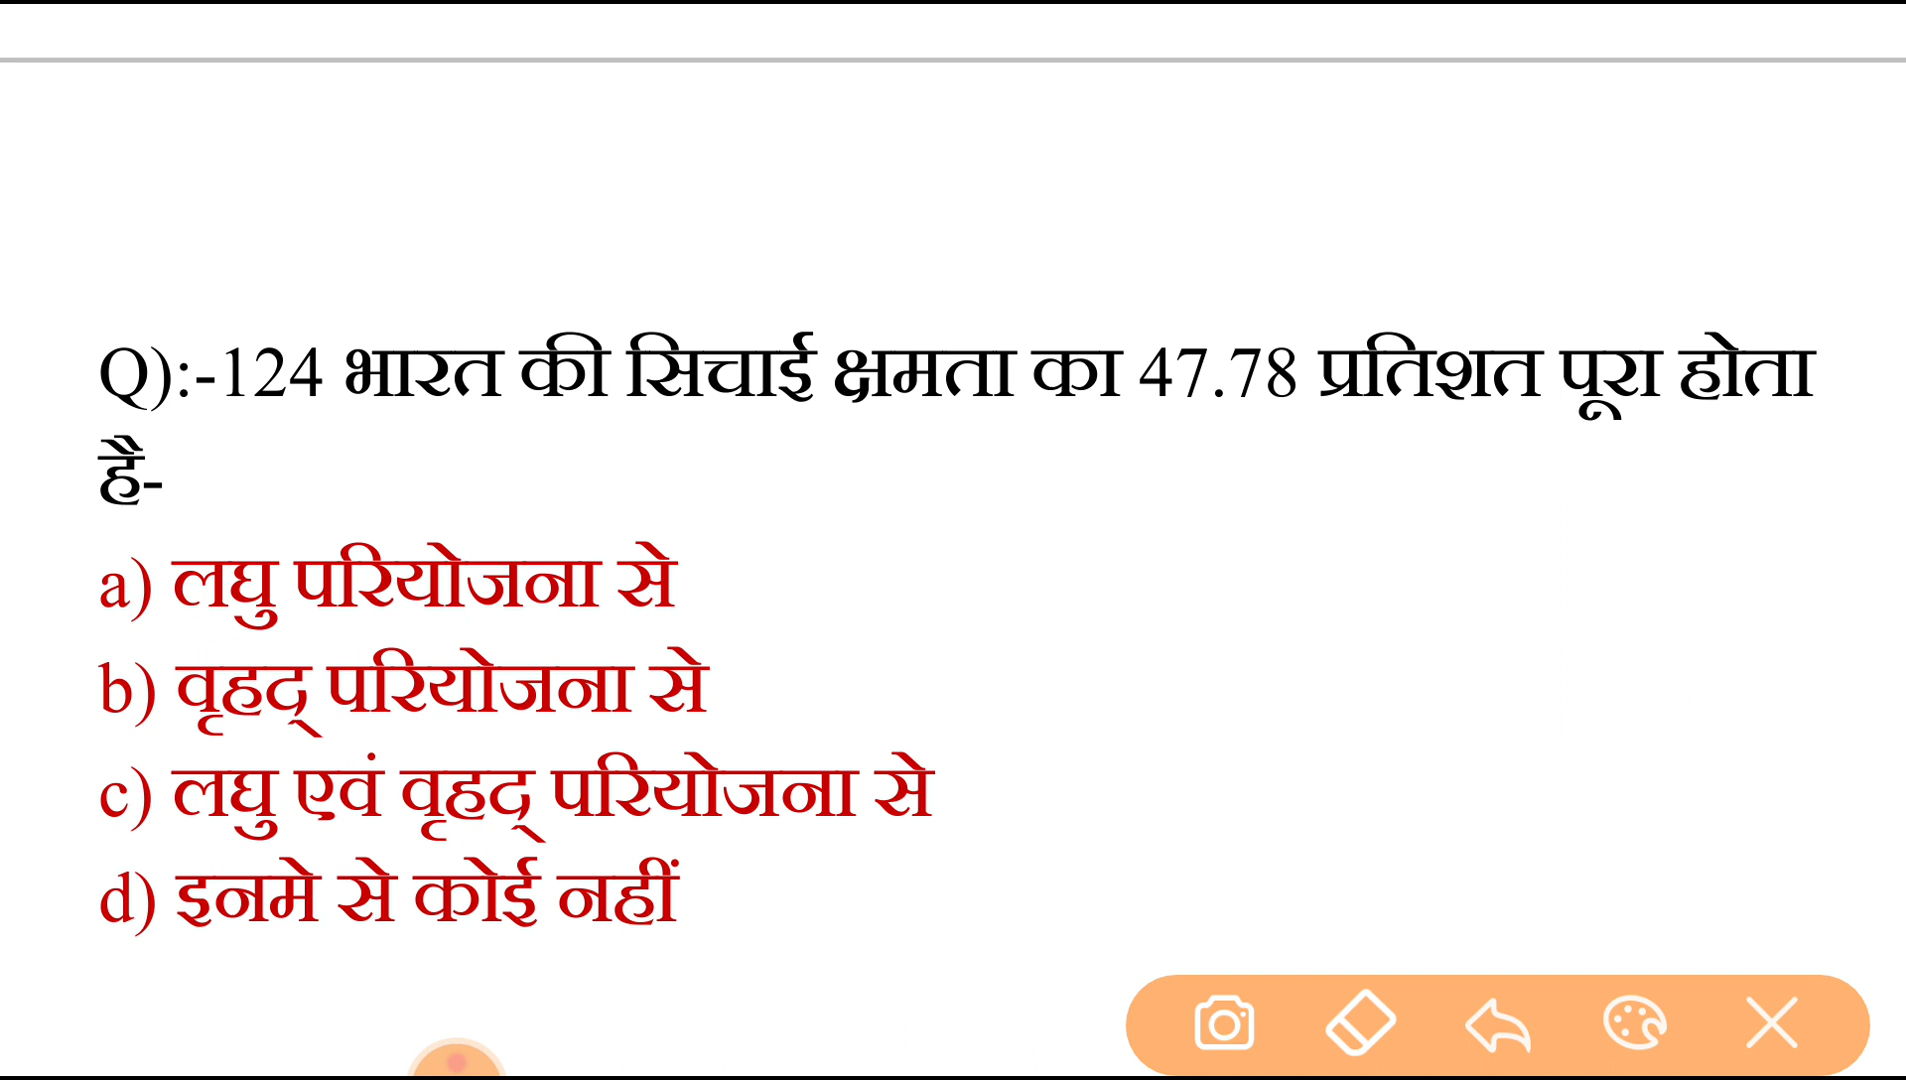 Q):-124 भारत की सिचाई क्षमता का 47.78 प्रतिशत पूरा होता
है-
a) लघु परियोजना से
b) वृहद् परियोजना से
c) लघु एवं वृहद् परियोजना से
d) इनमे से कोई नहीं